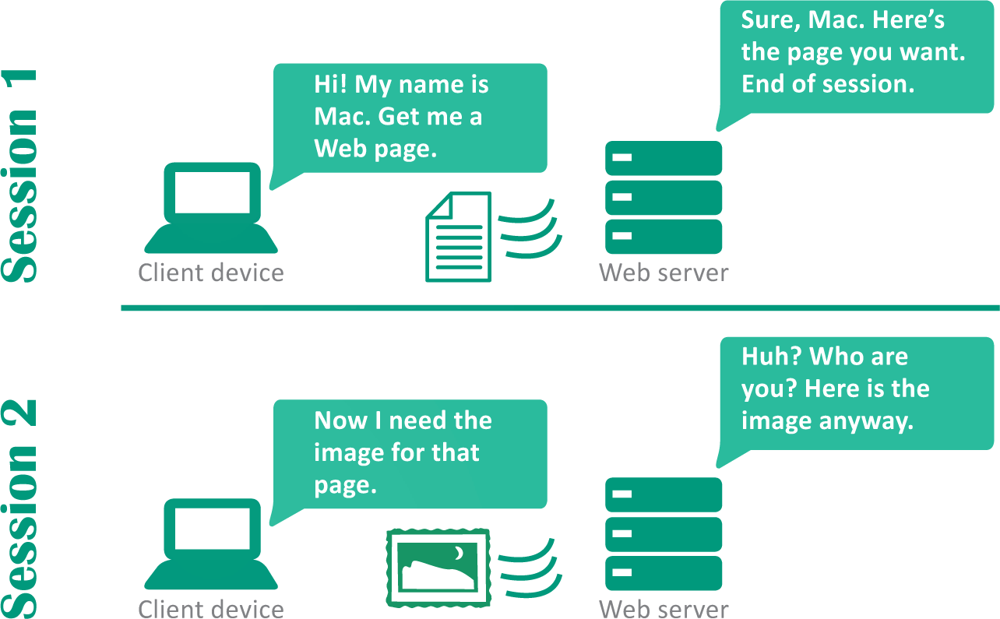 Session 1
Hi! My name is
Mac. Get me a
Web page.
Sure, Mac. Here’s
the page you want.
End of session.
Client device
Web server
Session 2
Now I need the
image for that
page.
Huh? Who are
you? Here is the
image anyway.
Client device
Web server